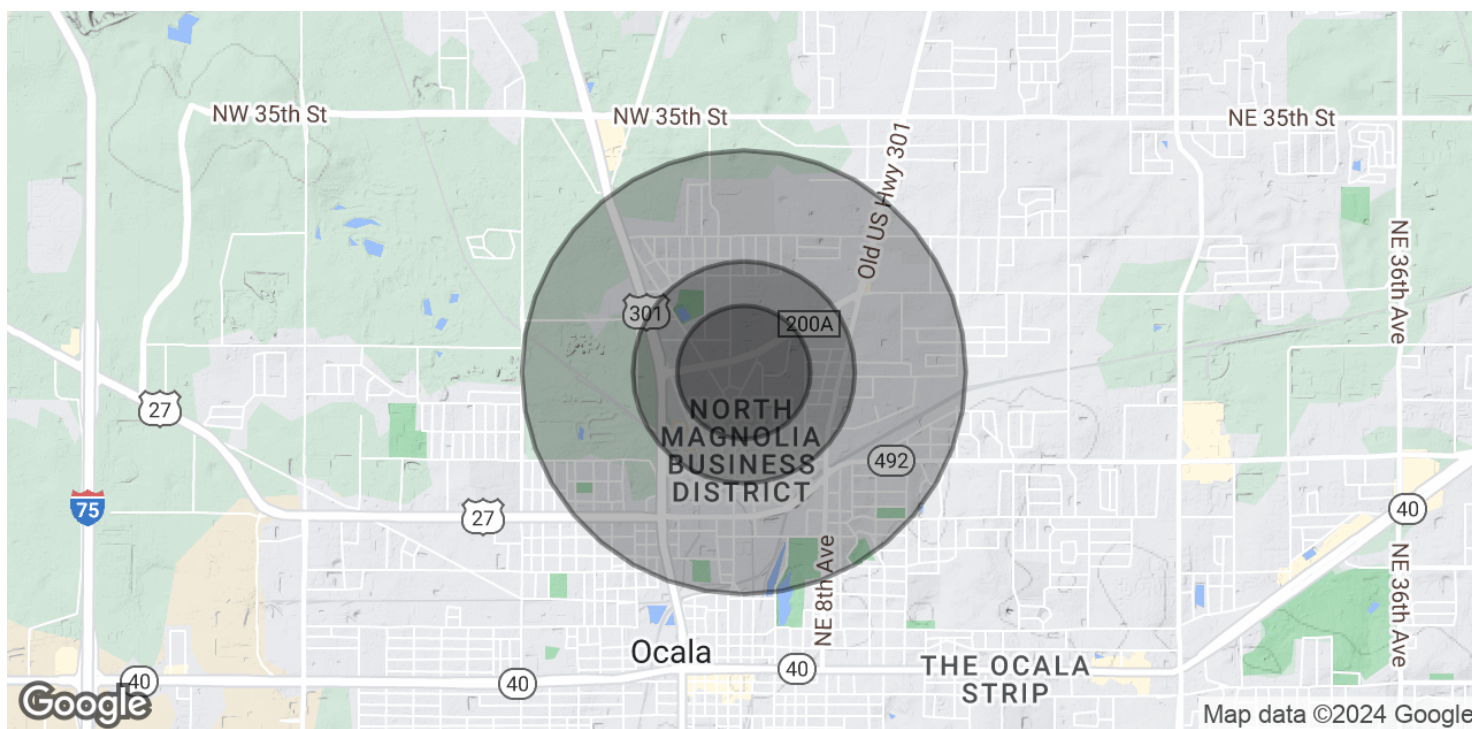 NW 35th St
NW 35th St
NE 35th St
Old US Hwy 301
NE 36th Ave
301
200A
27
NORTH
MAGNOLIA
BUSINESS
DISTRICT
492
75
27
40
NE 8th Ave
NE 36th Ave
Ocala
THE OCALA
STRIP
40
40
40
Google
Map data ©2024 Google